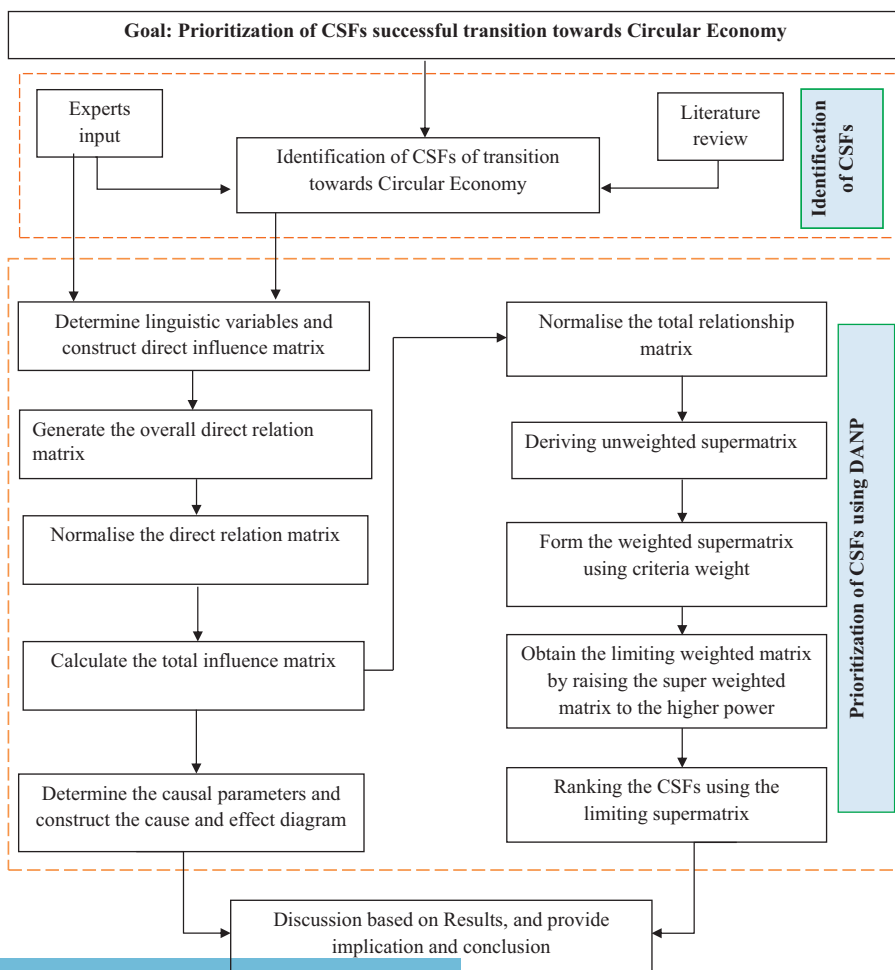 Goal: Prioritization of CSFs successful transition towards Circular Economy
Experts
input
Literature
review
Identification of CSFs of transition
towards Circular Economy
Identification
of CSFs
Determine linguistic variables and
construct direct influence matrix
Generate the overall direct relation
matrix
Normalise the direct relation matrix
Calculate the total influence matrix
Determine the causal parameters and
construct the cause and effect diagram
Normalise the total relationship
matrix
Deriving unweighted supermatrix
Form the weighted supermatrix
using criteria weight
Obtain the limiting weighted matrix
by raising the super weighted
matrix to the higher power
Ranking the CSFs using the
limiting supermatrix
Prioritization of CSFs using DANP
Discussion based on Results, and provide
implication and conclusion